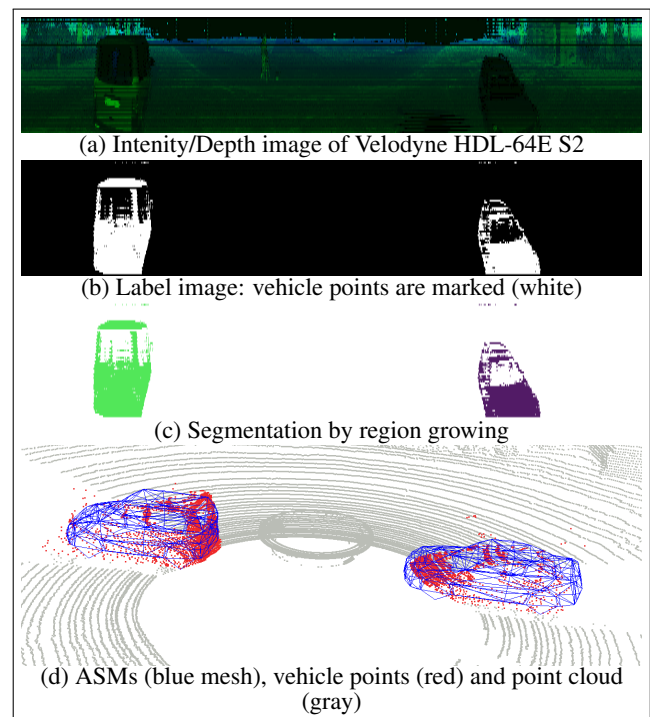 (a) Intenity/Depth image of Velodyne HDL-64E S2
(b) Label image: vehicle points are marked (white)
(c) Segmentation by region growing
(d) ASMs (blue mesh), vehicle points (red) and point cloud
(gray)